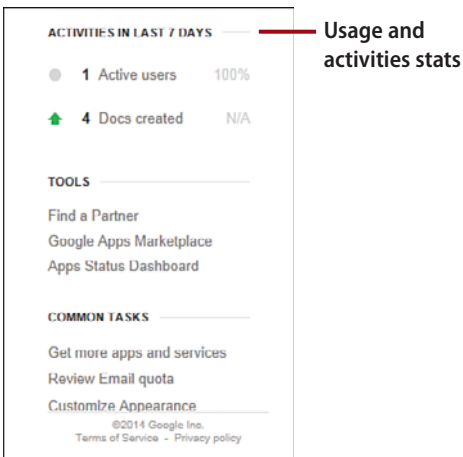 ACTIVITIES IN LAST 7 DAYS
Usage and
activities stats
1 Active users 100%
4 Docs created N/A
TOOLS
Find a Partner
Google Apps Marketplace
Apps Status Dashboard
COMMON TASKS
Get more apps and services
Review Email quota
Customize Appearance
©2014 Google Inc.
Terms of Service - Privacy policy